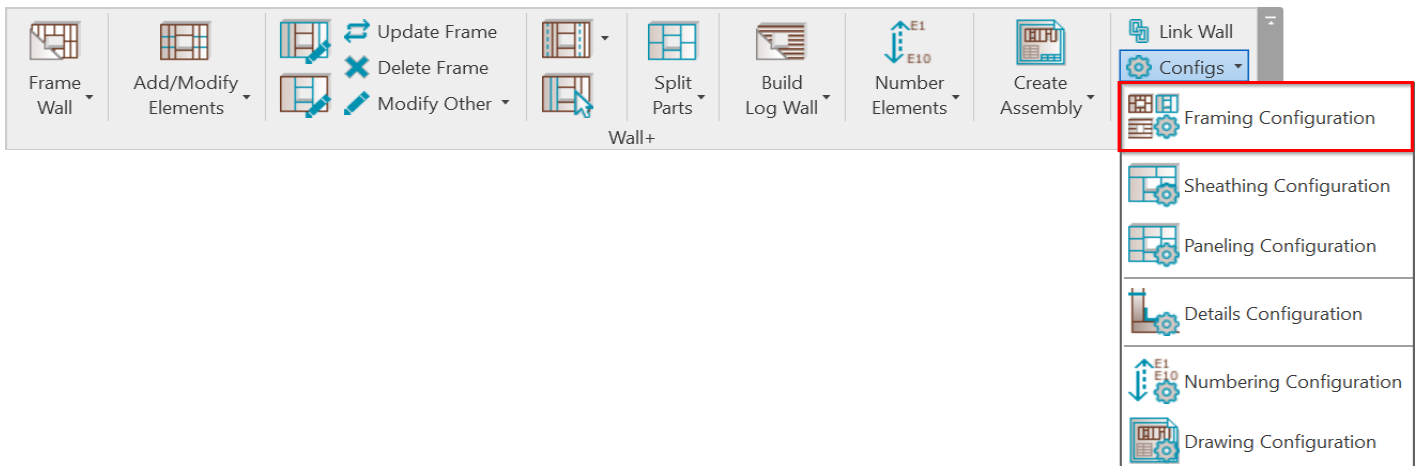 Frame
Wall
Add/Modify
Elements
Update Frame
Delete Frame
Modify Other
Split
Parts
Build
Log Wall
E1
E10
Number
Elements
Create
Assembly
Link Wall
Configs
Wall+
Framing Configuration
Sheathing Configuration
Paneling Configuration
Details Configuration
E1
E10
Numbering Configuration
Drawing Configuration